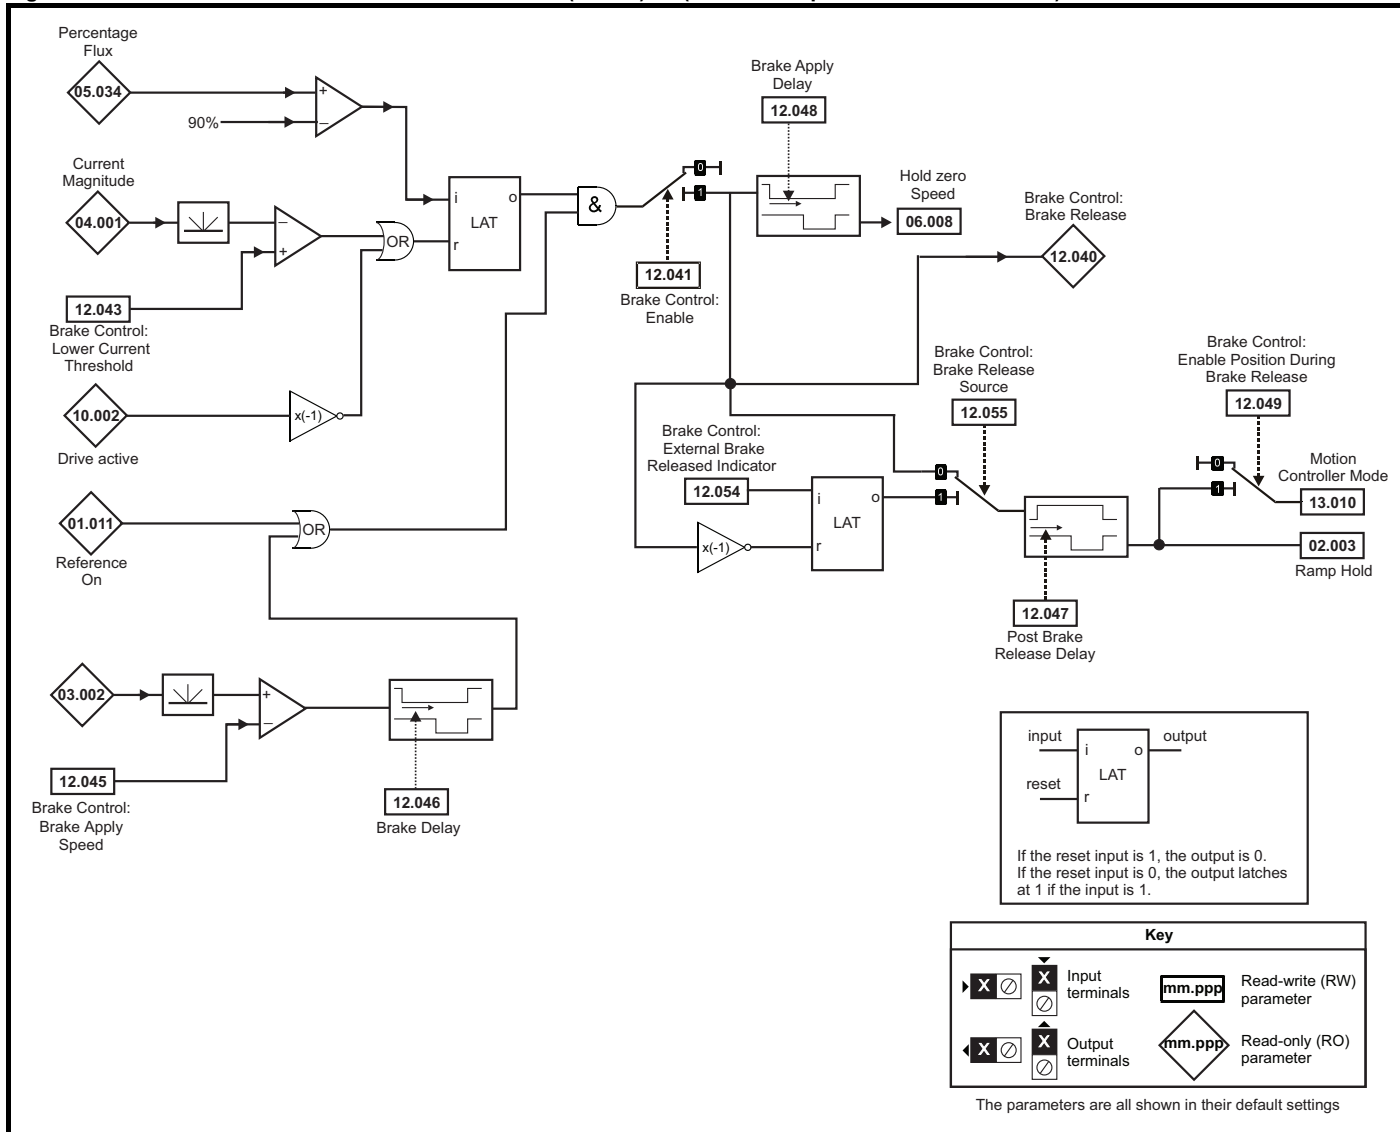 Percentage
Flux
05.034
+
90%
–
Current
Magnitude
04.001
–
+
OR
12.043
Brake Control:
Lower Current
Threshold
10.002
Drive active
x(-1)
i
o
LAT
r
&
0
1
12.041
Brake Control:
Enable
Brake Apply
Delay
12.048
Hold zero
Speed
06.008
Brake Control:
Brake Release
12.040
01.011
Reference
On
OR
03.002
+
–
12.045
Brake Control:
Brake Apply
Speed
12.046
Brake Delay
Brake Control:
External Brake
Released Indicator
12.054
x(-1)
i
o
LAT
r
Brake Control:
Brake Release
Source
12.055
0
1
12.047
Post Brake
Release Delay
Brake Control:
Enable Position During
Brake Release
12.049
0
1
Motion
Controller Mode
13.010
02.003
Ramp Hold
input
i
o
output
LAT
reset
r
If the reset input is 1, the output is 0.
If the reset input is 0, the output latches
at 1 if the input is 1.
Key
X
X
Input
terminals
mm.ppp
Read-write (RW)
parameter
X
X
Output
terminals
mm.ppp
Read-only (RO)
parameter
The parameters are all shown in their default settings